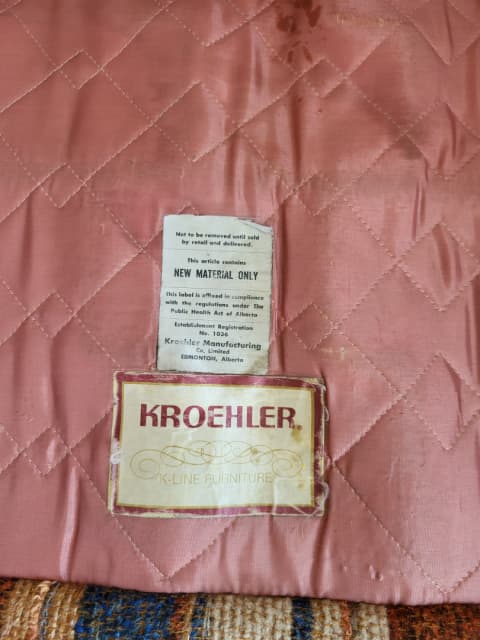 Not to be removed until sold
by retail and delivered.
This article contains
NEW MATERIAL ONLY
This label is affixed in compliance
with the regulations under The
Public Health Act of Alberta
Establishment Registration
No. 1026
Kroehler Manufacturing
Co. Limited
EDMONTON, Alberta
KROEHLER®
K-LINE FURNITURE